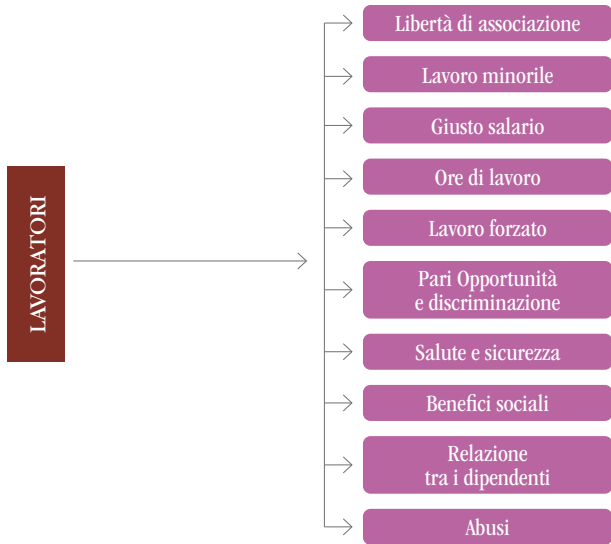 LAVORATORI
Libertà di associazione
Lavoro minorile
Giusto salario
Ore di lavoro
Lavoro forzato
Pari Opportunità
e discriminazione
Salute e sicurezza
Benefici sociali
Relazione
tra i dipendenti
Abusi